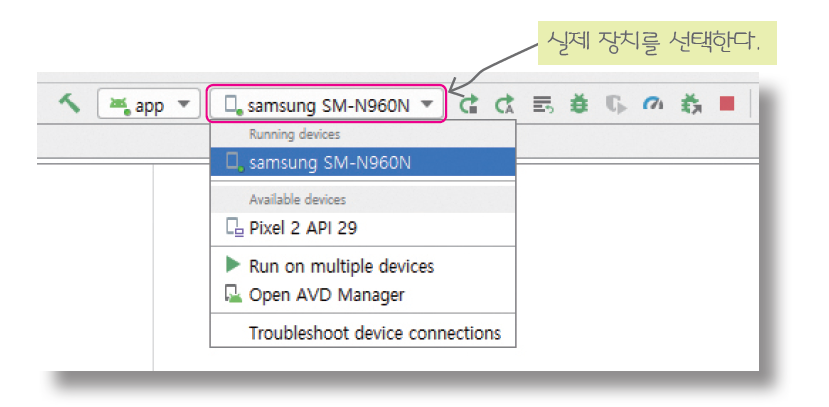 실제 장치를 선택한다.
app samsung SM-N960N
Running devices
samsung SM-N960N
Available devices
Pixel 2 API 29
Run on multiple devices
Open AVD Manager
Troubleshoot device connections